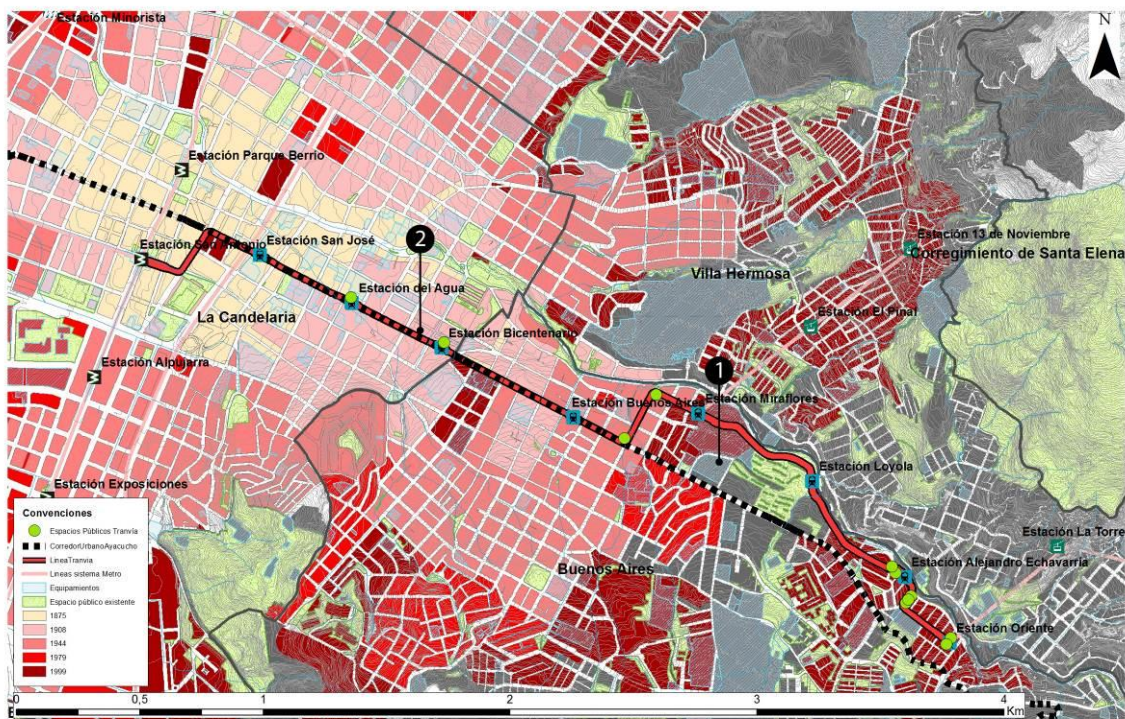 Estación Minorista
N
Estación Parque Berrio
Estación 13 de Noviembre
Corregimiento de Santa Elena
Estación San Antonio
Estación San José
2
Villa Hermosa
Estación del Agua
La Candelaria
Estación El Pinal
Estación Bicentenario
Estación Alpujarra
1
Estación Buenos Aires
Estación Miraflores
Estación Loyola
Estación Exposiciones
Convenciones
Espacios Públicos Tranvía
CorredorUrbanoAyacucho
LíneaTranvia
Líneas sistema Metro
Equipamientos
Espacio público existente
1875
1908
1944
1979
1999
Estación La Torre
Buenos Aires
Estación Alejandro Echavarría
Estación Oriente
0 0,5 1 2 3 4
Km